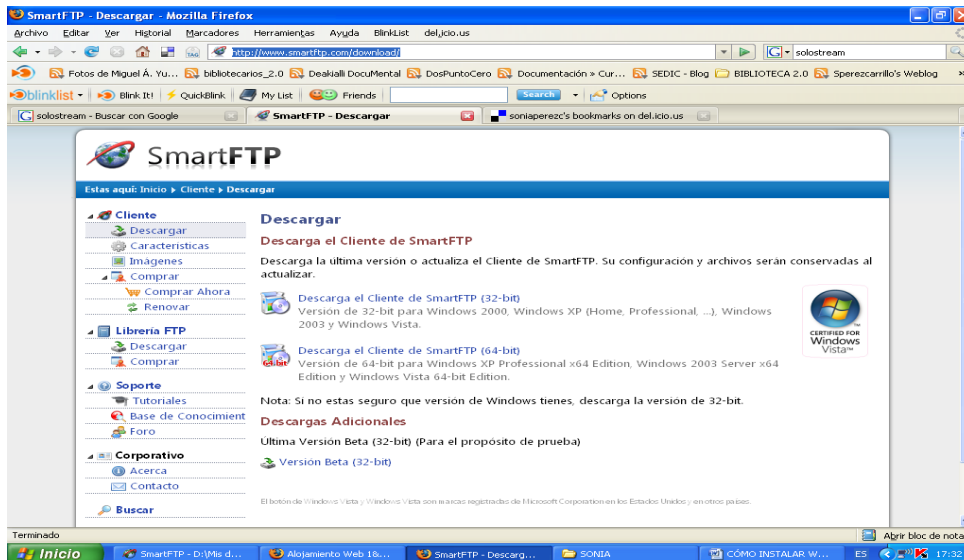 SmartFTP - Descargar - Mozilla Firefox
Archivo Editar Ver Historial Marcadores Herramientas Ayuda BlinkList del.icio.us
http://www.smartftp.com/download/ solostream
Fotos de Miguel Á. Yu... bibliotecarios_2.0 Deakialli DocuMental DosPuntoCero Documentación » Cur... SEDIC - Blog BIBLIOTECA 2.0 Sperezcarrillo's Weblog »
blinklist Blink It! QuickBlink My List Friends Search Options
solostream - Buscar con Google SmartFTP - Descargar soniaperezc's bookmarks on del.icio.us
SmartFTP
Estas aquí: Inicio Cliente Descargar
Cliente
Descargar
Características
Imágenes
Comprar
Comprar Ahora
Renovar
Librería FTP
Descargar
Comprar
Soporte
Tutoriales
Base de Conocimient
Foro
Corporativo
Acerca
Contacto
Buscar
Descargar
Descarga el Cliente de SmartFTP
Descarga la última versión o actualiza el Cliente de SmartFTP. Su configuración y archivos serán conservadas al
actualizar.
Descarga el Cliente de SmartFTP (32-bit)
Versión de 32-bit para Windows 2000, Windows XP (Home, Professional, ...), Windows
2003 y Windows Vista.
CERTIFIED FOR
Windows
Vista™
64-bit
Descarga el Cliente de SmartFTP (64-bit)
Versión de 64-bit para Windows XP Professional x64 Edition, Windows 2003 Server x64
Edition y Windows Vista 64-bit Edition.
Nota: Si no estas seguro que versión de Windows tienes, descarga la versión de 32-bit.
Descargas Adicionales
Última Versión Beta (32-bit) (Para el propósito de prueba)
Versión Beta (32-bit)
El botón de Windows Vista y Windows Vista son marcas registradas de Microsoft Corporation en los Estados Unidos y en otros países.
Terminado Abrir bloc de nota
Inicio SmartFTP - D:\Mis d... Alojamiento Web 1&... SmartFTP - Descarg... SONIA CÓMO INSTALAR W... ES 17:32